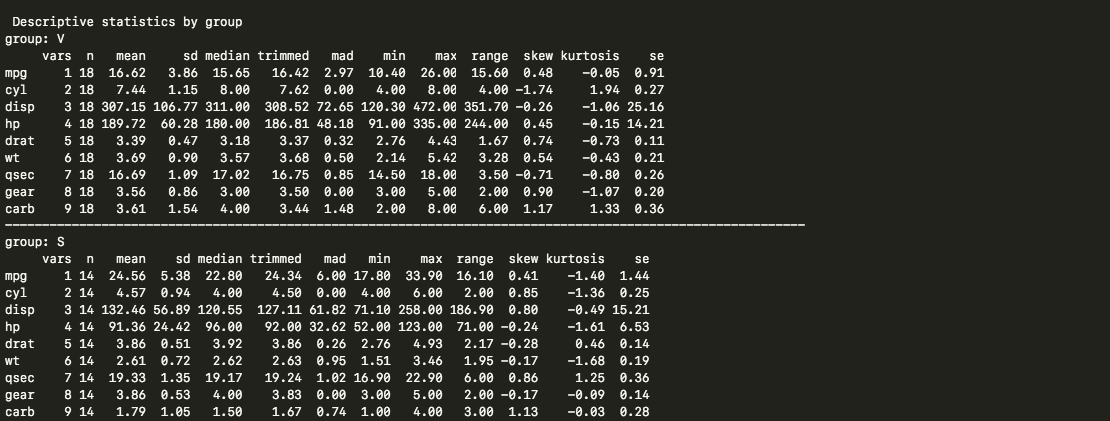 Descriptive statistics by group
group: V
vars n mean sd median trimmed mad min max range skew kurtosis se
mpg 1 18 16.62 3.86 15.65 16.42 2.97 10.40 26.00 15.60 0.48 −0.05 0.91
cyl 2 18 7.44 1.15 8.00 7.62 0.00 4.00 8.00 4.00 −1.74 1.94 0.27
disp 3 18 307.15 106.77 311.00 308.52 72.65 120.30 472.00 351.70 −0.26 −1.06 25.16
hp 4 18 189.72 60.28 180.00 186.81 48.18 91.00 335.00 244.00 0.45 −0.15 14.21
drat 5 18 3.39 0.47 3.18 3.37 0.32 2.76 4.43 1.67 0.74 −0.73 0.11
wt 6 18 3.69 0.90 3.57 3.68 0.50 2.14 5.42 3.28 0.54 −0.43 0.21
qsec 7 18 16.69 1.09 17.02 16.75 0.85 14.50 18.00 3.50 −0.71 −0.80 0.26
gear 8 18 3.56 0.86 3.00 3.50 0.00 3.00 5.00 2.00 0.90 −1.07 0.20
carb 9 18 3.61 1.54 4.00 3.44 1.48 2.00 8.00 6.00 1.17 1.33 0.36
group: S
vars n mean sd median trimmed mad min max range skew kurtosis se
mpg 1 14 24.56 5.38 22.80 24.34 6.00 17.80 33.90 16.10 0.41 −1.40 1.44
cyl 2 14 4.57 0.94 4.00 4.50 0.00 4.00 6.00 2.00 0.85 −1.36 0.25
disp 3 14 132.46 56.89 120.55 127.11 61.82 71.10 258.00 186.90 0.80 −0.49 15.21
hp 4 14 91.36 24.42 96.00 92.00 32.62 52.00 123.00 71.00 −0.24 −1.61 6.53
drat 5 14 3.86 0.51 3.92 3.86 0.26 2.76 4.93 2.17 −0.28 0.46 0.14
wt 6 14 2.61 0.72 2.62 2.63 0.95 1.51 3.46 1.95 −0.17 −1.68 0.19
qsec 7 14 19.33 1.35 19.17 19.24 1.02 16.90 22.90 6.00 0.86 1.25 0.36
gear 8 14 3.86 0.53 4.00 3.83 0.00 3.00 5.00 2.00 −0.17 −0.09 0.14
carb 9 14 1.79 1.05 1.50 1.67 0.74 1.00 4.00 3.00 1.13 −0.03 0.28